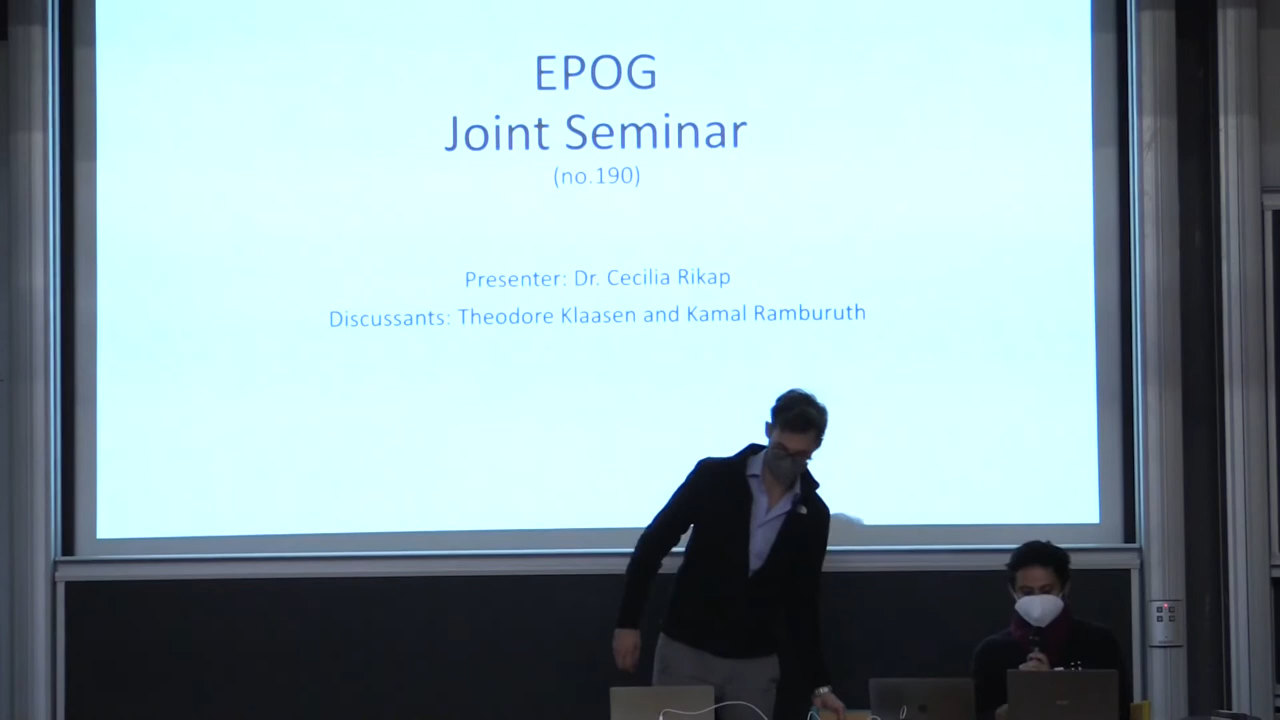 EPOG
Joint Seminar
(no.190)
Presenter: Dr. Cecilia Rikap
Discussants: Theodore Klaasen and Kamal Ramburuth